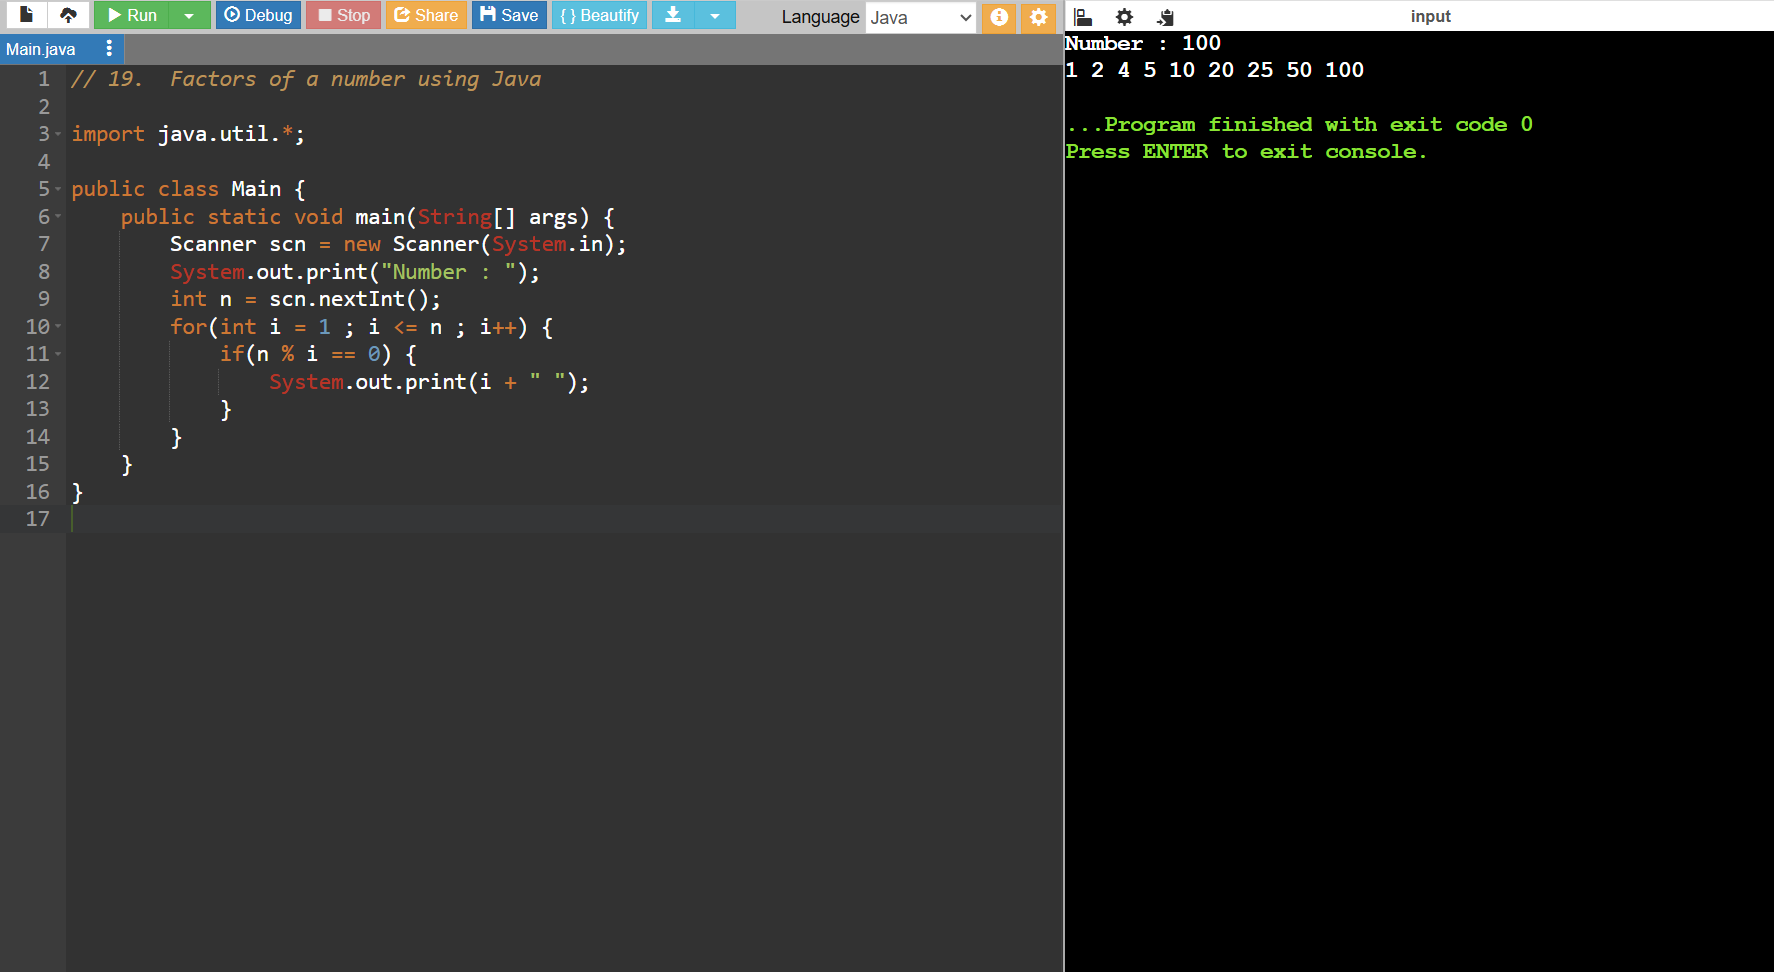 Run Debug Stop Share Save { } Beautify Language Java
Main.java
1 // 19.  Factors of a number using Java
2
3 import java.util.*;
4
5 public class Main {
6     public static void main(String[] args) {
7         Scanner scn = new Scanner(System.in);
8         System.out.print("Number : ");
9         int n = scn.nextInt();
10         for(int i = 1 ; i <= n ; i++) {
11             if(n % i == 0) {
12                 System.out.print(i + " ");
13             }
14         }
15     }
16 }
17
input
Number : 100
1 2 4 5 10 20 25 50 100
...Program finished with exit code 0
Press ENTER to exit console.